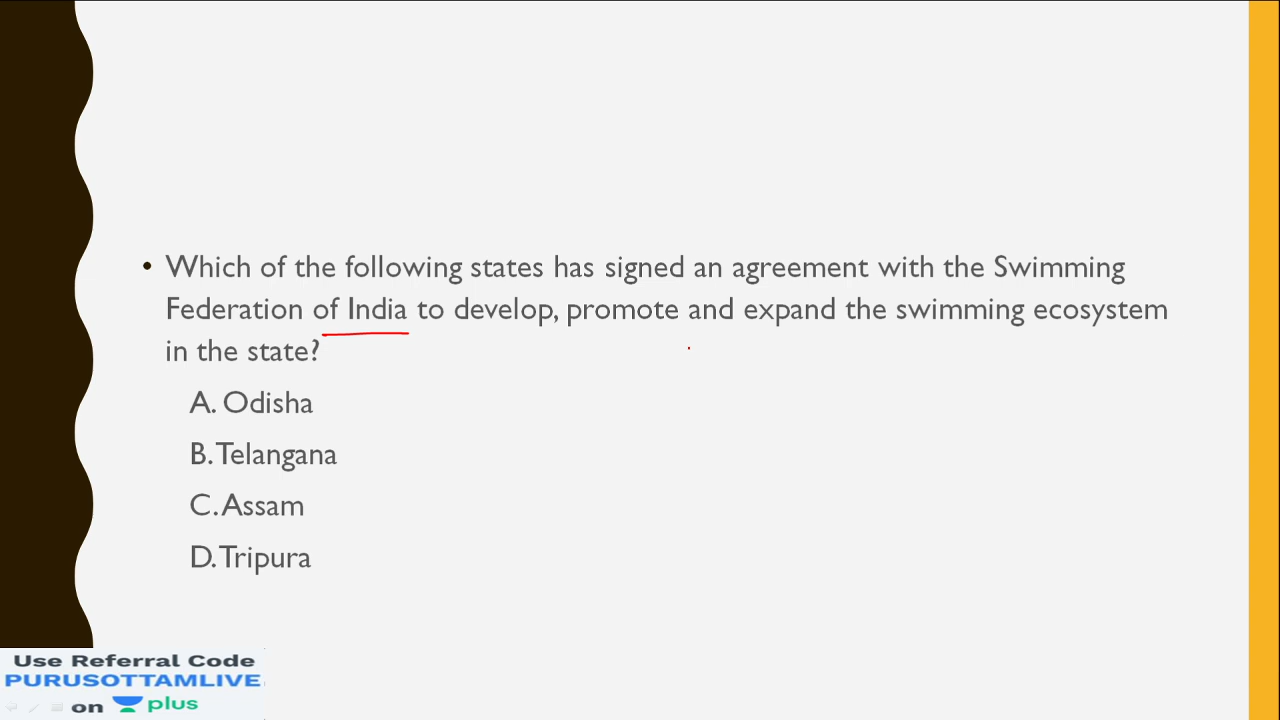 • Which of the following states has signed an agreement with the Swimming
Federation of India to develop, promote and expand the swimming ecosystem
in the state?
A. Odisha
B. Telangana
C. Assam
D. Tripura
Use Referral Code
PURUSOTTAMLIVE
on plus